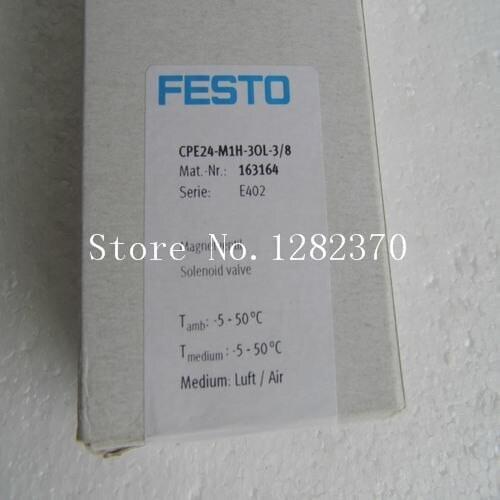 FESTO
CPE24-M1H-3OL-3/8
Mat.-Nr.: 163164
Serie: E402
Store No. 1282370
Solenoid valve
Tamb: -5 - 50°C
Tmedium: -5 - 50°C
Medium: Luft / Air